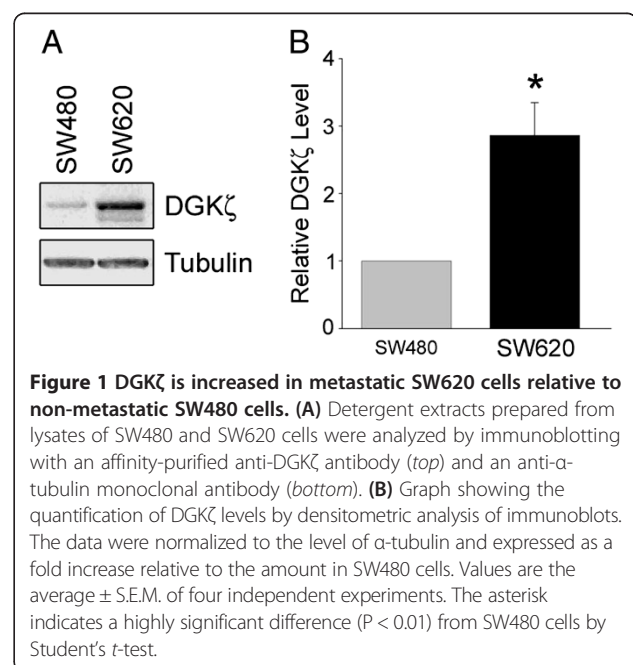 A
B
SW480
SW620
DGKζ
Tubulin
Relative DGKζ Level
4
3
2
1
0
*
SW480
SW620
Figure 1 DGKζ is increased in metastatic SW620 cells relative to
non-metastatic SW480 cells. (A) Detergent extracts prepared from
lysates of SW480 and SW620 cells were analyzed by immunoblotting
with an affinity-purified anti-DGKζ antibody (top) and an anti-α-
tubulin monoclonal antibody (bottom). (B) Graph showing the
quantification of DGKζ levels by densitometric analysis of immunoblots.
The data were normalized to the level of α-tubulin and expressed as a
fold increase relative to the amount in SW480 cells. Values are the
average ± S.E.M. of four independent experiments. The asterisk
indicates a highly significant difference (P < 0.01) from SW480 cells by
Student's t-test.